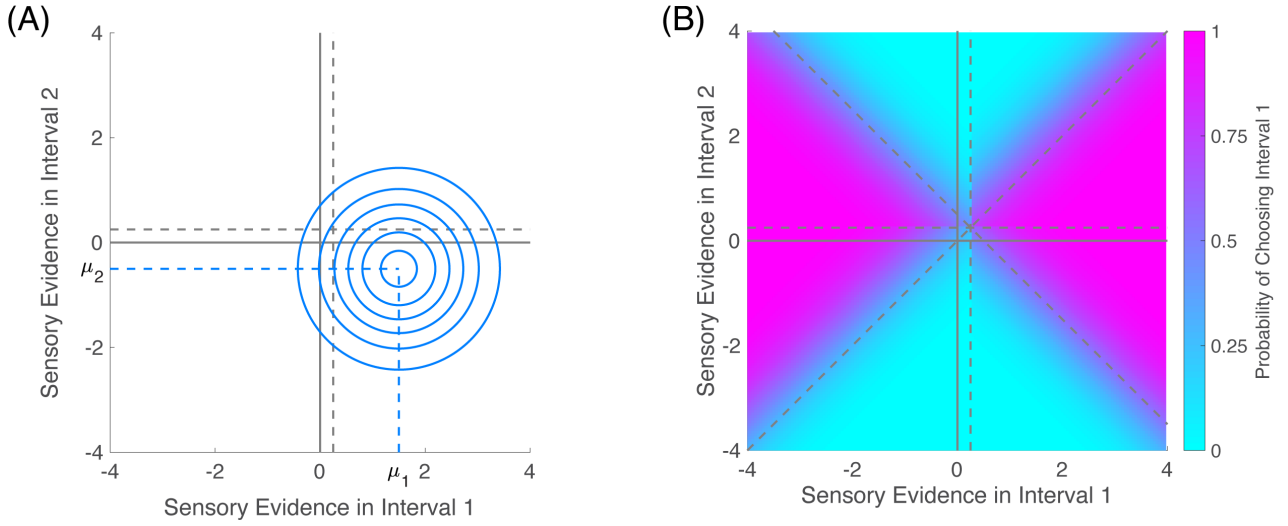 (A)
4
2
0
μ2
-2
-4
-4
-2
0
μ1
2
4
Sensory Evidence in Interval 2
Sensory Evidence in Interval 1
(B)
4
2
0
-2
-4
-4
-2
0
2
4
Sensory Evidence in Interval 2
Sensory Evidence in Interval 1
1
0.75
0.5
0.25
0
Probability of Choosing Interval 1